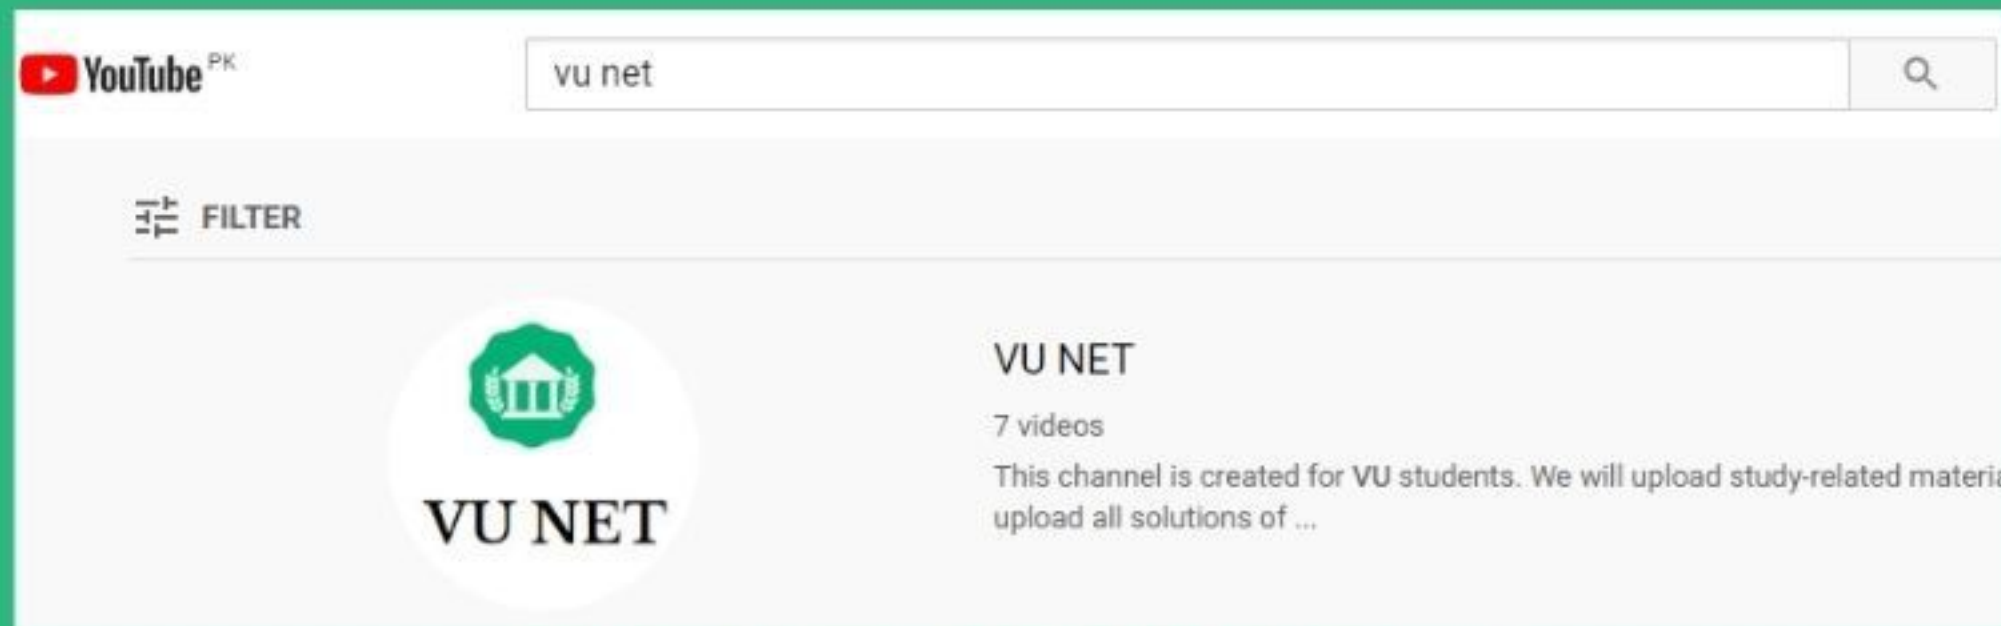 YouTube PK
vu net
FILTER
VU NET
VU NET
7 videos
This channel is created for VU students. We will upload study-related
upload all solutions of ...